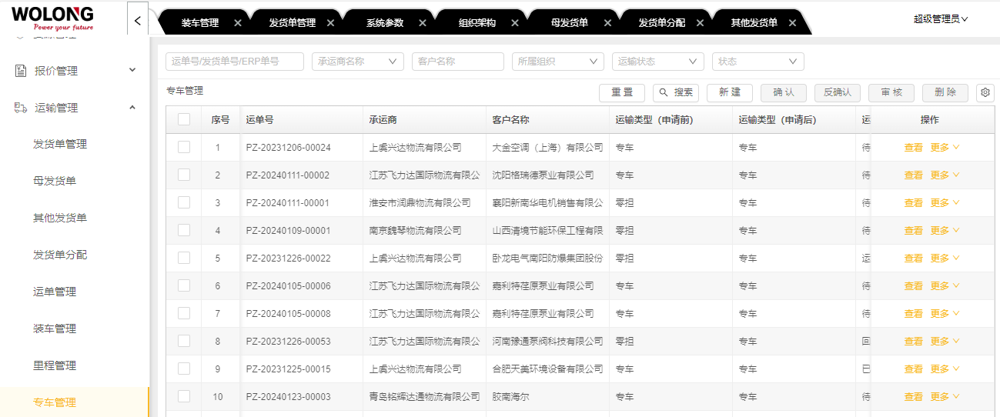 WOLONG
Power your future
装车管理
发货单管理
系统参数
组织架构
母发货单
发货单分配
其他发货单
超级管理员
报价管理
运输管理
发货单管理
母发货单
其他发货单
发货单分配
运单管理
装车管理
里程管理
专车管理
运单号/发货单号/ERP单号
承运商名称
客户名称
所属组织
运输状态
状态
专车管理
重 置
搜索
新 建
确 认
反确认
审 核
删 除
序号 运单号 承运商 客户名称 运输类型（申请前） 运输类型（申请后） 运 操作
1 PZ-20231206-00024 上虞兴达物流有限公司 大金空调（上海）有限公司 专车 专车 待 查看 更多
2 PZ-20240111-00002 江苏飞力达国际物流有限公 沈阳格瑞德泵业有限公司 专车 专车 待 查看 更多
3 PZ-20240111-00001 淮安市润鼎物流有限公司 襄阳新南华电机销售有限公 零担 专车 待 查看 更多
4 PZ-20240109-00001 南京魏琴物流有限公司 山西清境节能环保工程有限 零担 专车 待 查看 更多
5 PZ-20231226-00022 上虞兴达物流有限公司 卧龙电气南阳防爆集团股份 零担 专车 运 查看 更多
6 PZ-20240105-00006 江苏飞力达国际物流有限公 嘉利特荏原泵业有限公司 专车 专车 待 查看 更多
7 PZ-20240105-00008 江苏飞力达国际物流有限公 嘉利特荏原泵业有限公司 专车 专车 待 查看 更多
8 PZ-20231226-00053 江苏飞力达国际物流有限公 河南豫通泵阀科技有限公司 零担 专车 回 查看 更多
9 PZ-20231225-00015 上虞兴达物流有限公司 合肥天美环境设备有限公司 专车 专车 已 查看 更多
10 PZ-20240123-00003 青岛铭辉达通物流有限公司 胶南海尔 专车 专车 待 查看 更多